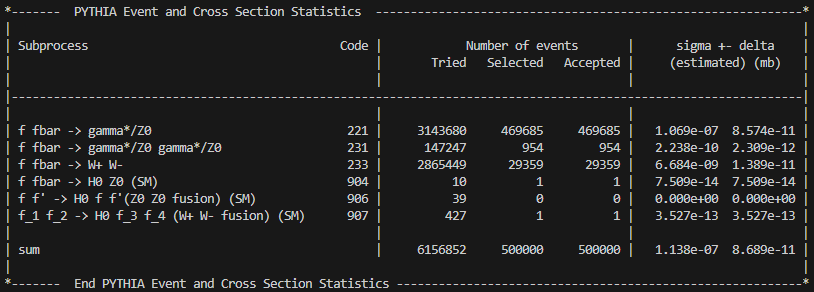 *------- PYTHIA Event and Cross Section Statistics -------------------------------------------------------------*
| |
| Subprocess Code | Number of events | sigma +- delta |
| | Tried Selected Accepted | (estimated) (mb) |
| | | |
|-----------------------------------------------------------------------------------------------------------------|
| | | |
| f fbar -> gamma*/Z0 221 | 3143680 469685 469685 | 1.069e-07 8.574e-11 |
| f fbar -> gamma*/Z0 gamma*/Z0 231 | 147247 954 954 | 2.238e-10 2.309e-12 |
| f fbar -> W+ W- 233 | 2865449 29359 29359 | 6.684e-09 1.389e-11 |
| f fbar -> H0 Z0 (SM) 904 | 10 1 1 | 7.509e-14 7.509e-14 |
| f f' -> H0 f f'(Z0 Z0 fusion) (SM) 906 | 39 0 0 | 0.000e+00 0.000e+00 |
| f_1 f_2 -> H0 f_3 f_4 (W+ W- fusion) (SM) 907 | 427 1 1 | 3.527e-13 3.527e-13 |
| | | |
| sum | 6156852 500000 500000 | 1.138e-07 8.689e-11 |
| |
*------- End PYTHIA Event and Cross Section Statistics ----------------------------------------------------------*